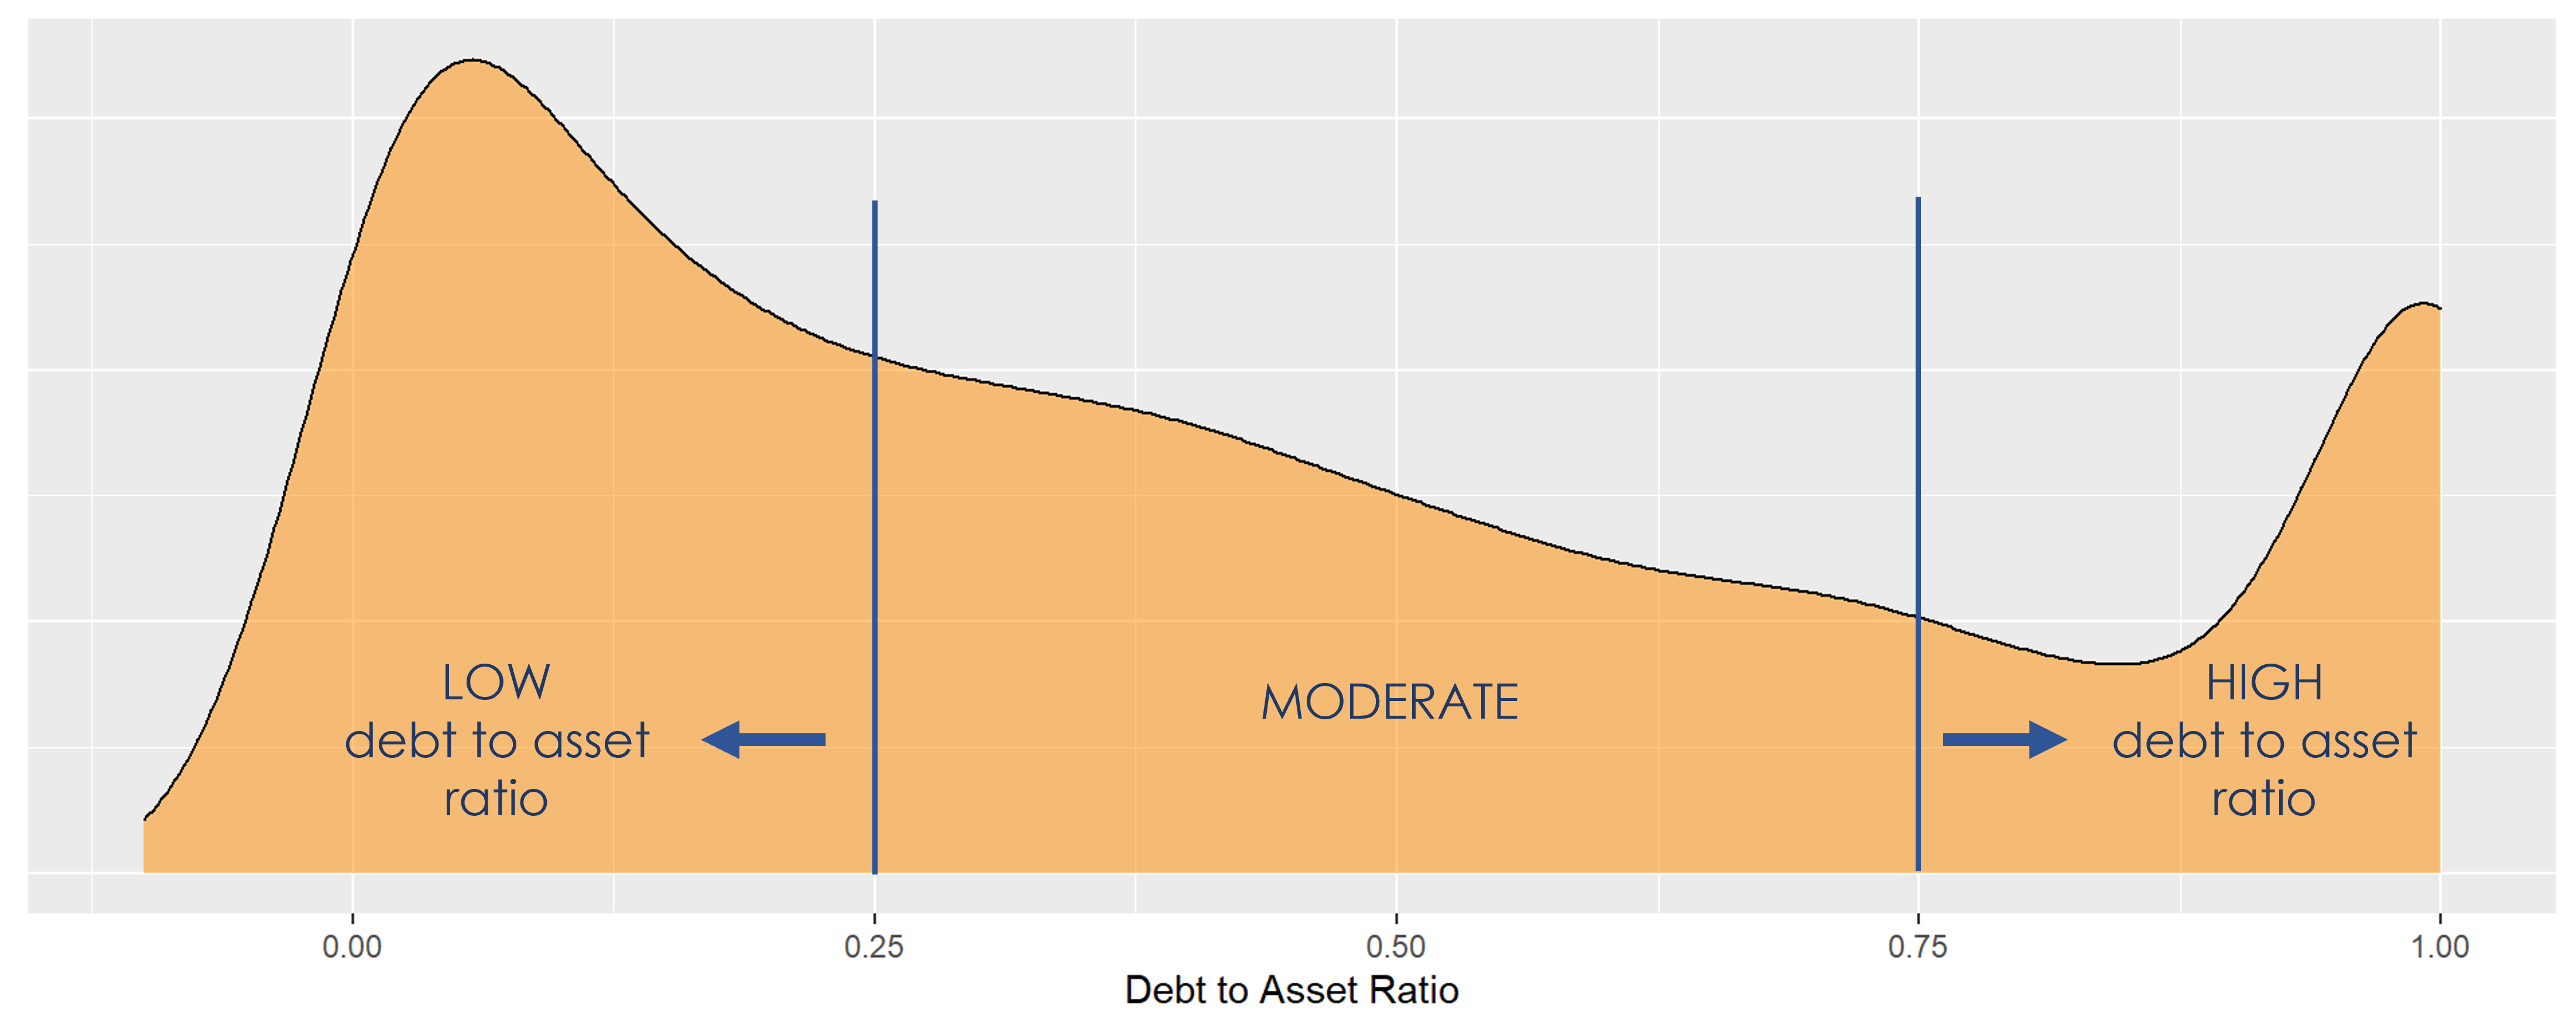 LOW
debt to asset
ratio
MODERATE
HIGH
debt to asset
ratio
0.00
0.25
0.50
0.75
1.00
Debt to Asset Ratio